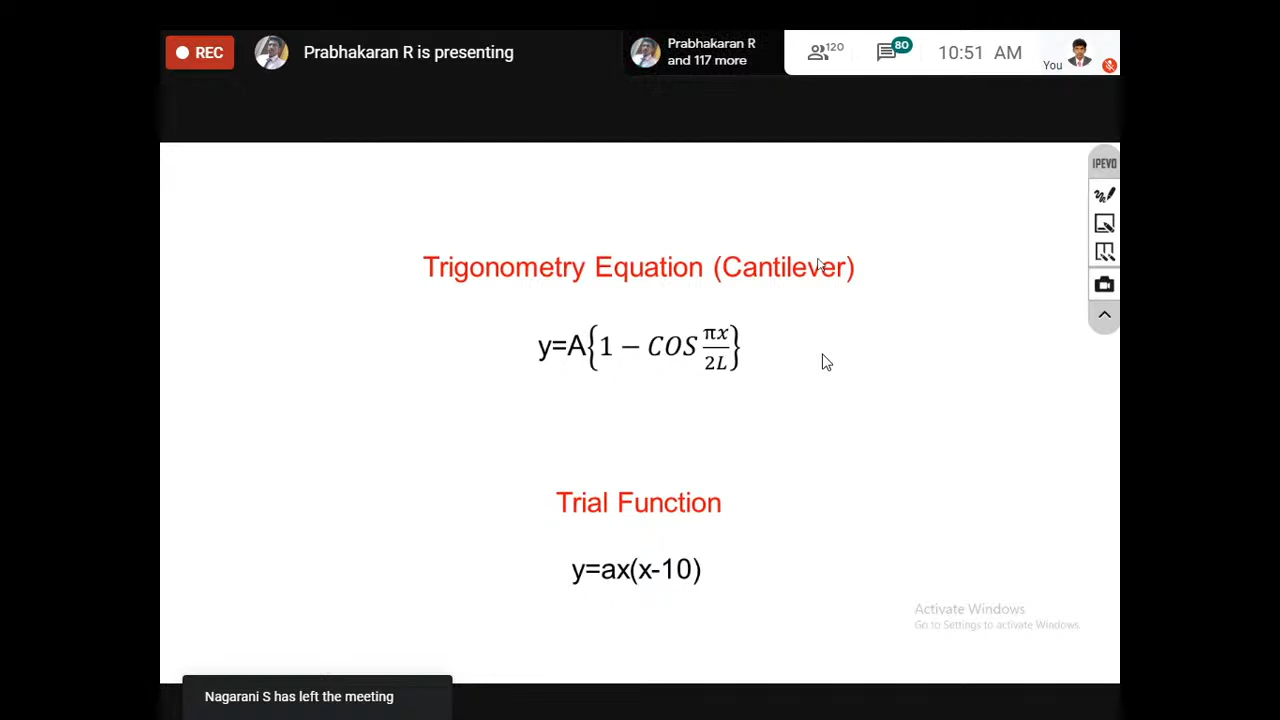 REC
Prabhakaran R is presenting
Prabhakaran R
and 117 more
120
80
10:51 AM
You
IPEVO
Trigonometry Equation (Cantilever)
y=A{1 − COS πx/2L}
Trial Function
y=ax(x-10)
Activate Windows
Go to Settings to activate Windows.
Nagarani S has left the meeting